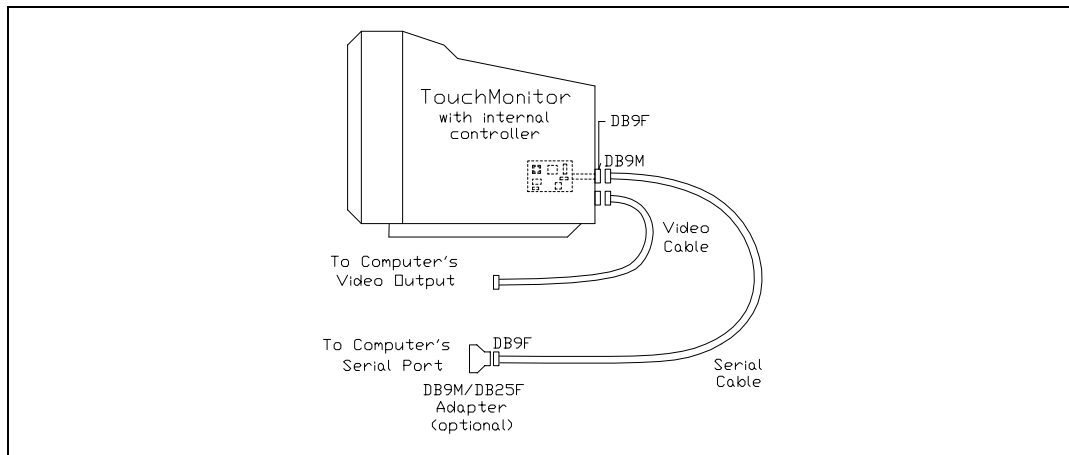 TouchMonitor
with internal
controller
DB9F
DB9M
Video
Cable
To Computer's
Video Output
To Computer's
Serial Port
DB9F
Serial
Cable
DB9M/DB25F
Adapter
(optional)